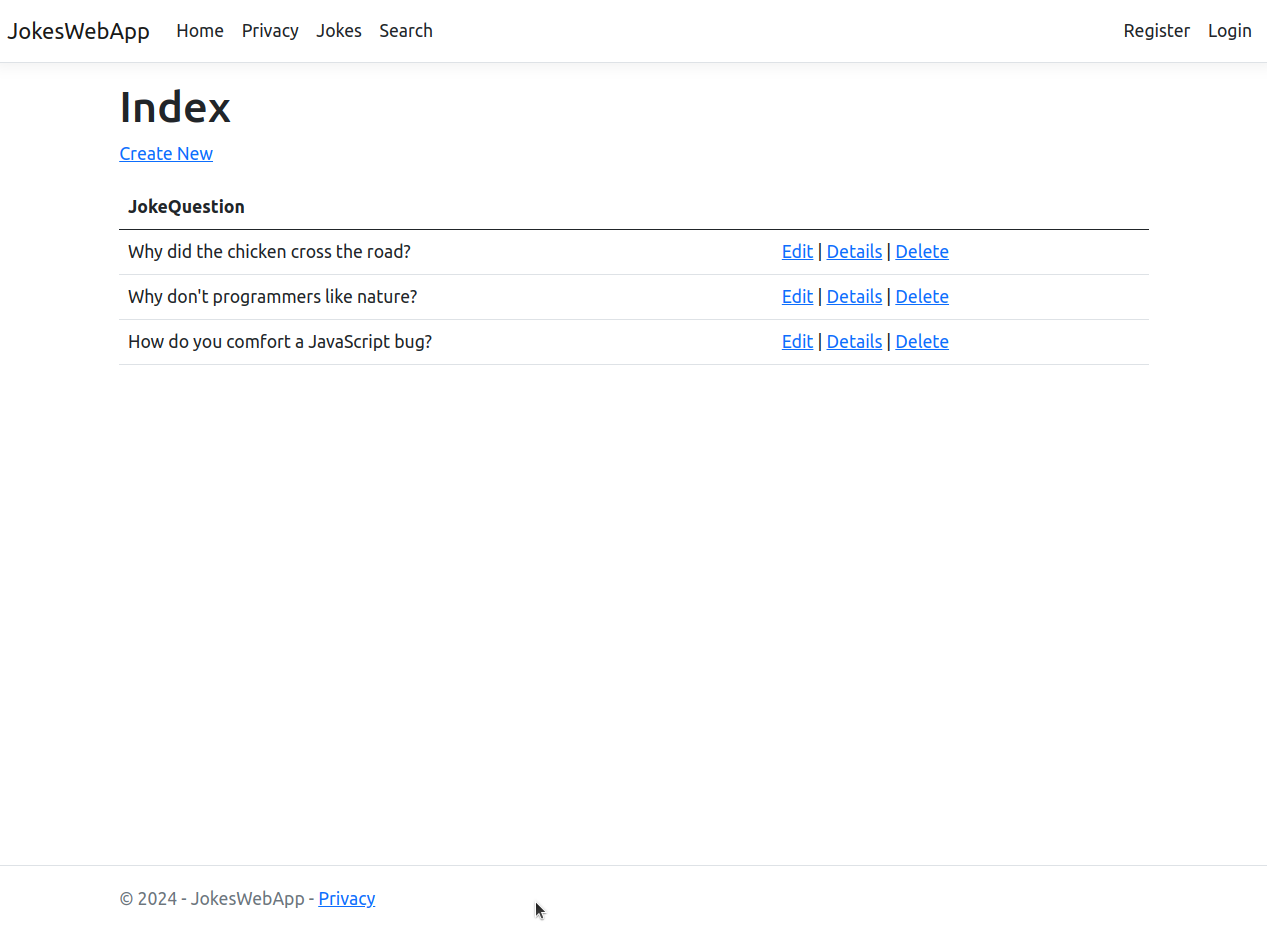 JokesWebApp Home Privacy Jokes Search Register Login
Index
Create New
JokeQuestion
Why did the chicken cross the road? Edit | Details | Delete
Why don't programmers like nature? Edit | Details | Delete
How do you comfort a JavaScript bug? Edit | Details | Delete
© 2024 - JokesWebApp - Privacy